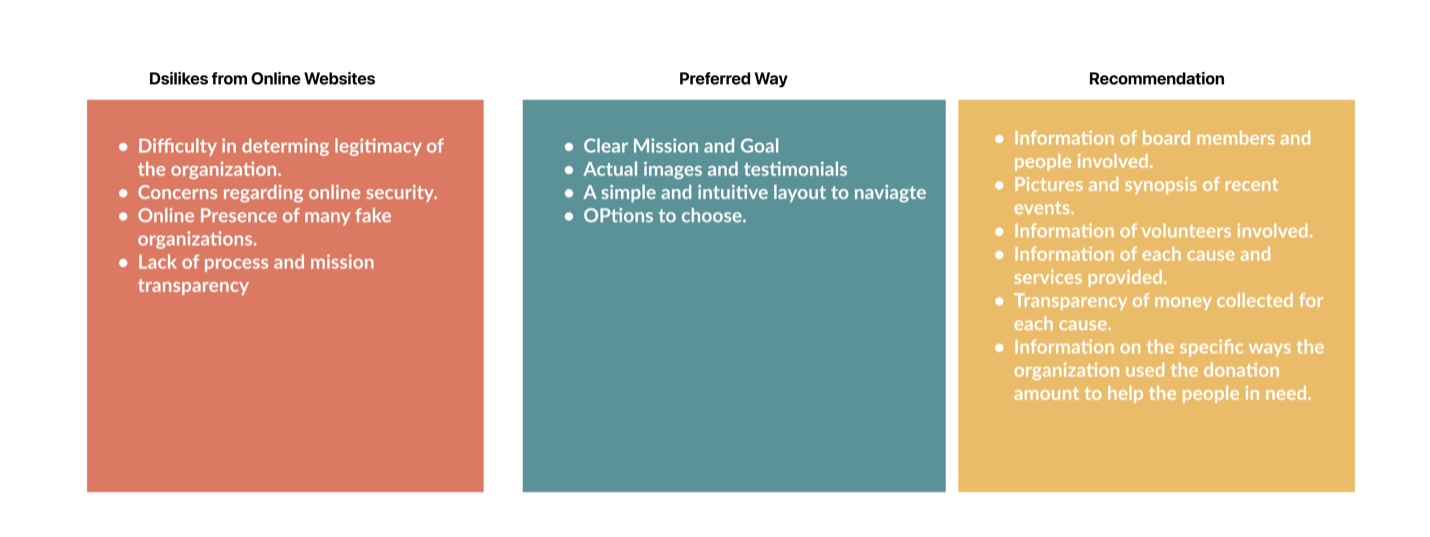 Dsilikes from Online Websites
• Difficulty in determing legitimacy of
the organization.
• Concerns regarding online security.
• Online Presence of many fake
organizations.
• Lack of process and mission
transparency
Preferred Way
• Clear Mission and Goal
• Actual images and testimonials
• A simple and intuitive layout to naviagte
• OPtions to choose.
Recommendation
• Information of board members and
people involved.
• Pictures and synopsis of recent
events.
• Information of volunteers involved.
• Information of each cause and
services provided.
• Transparency of money collected for
each cause.
• Information on the specific ways the
organization used the donation
amount to help the people in need.